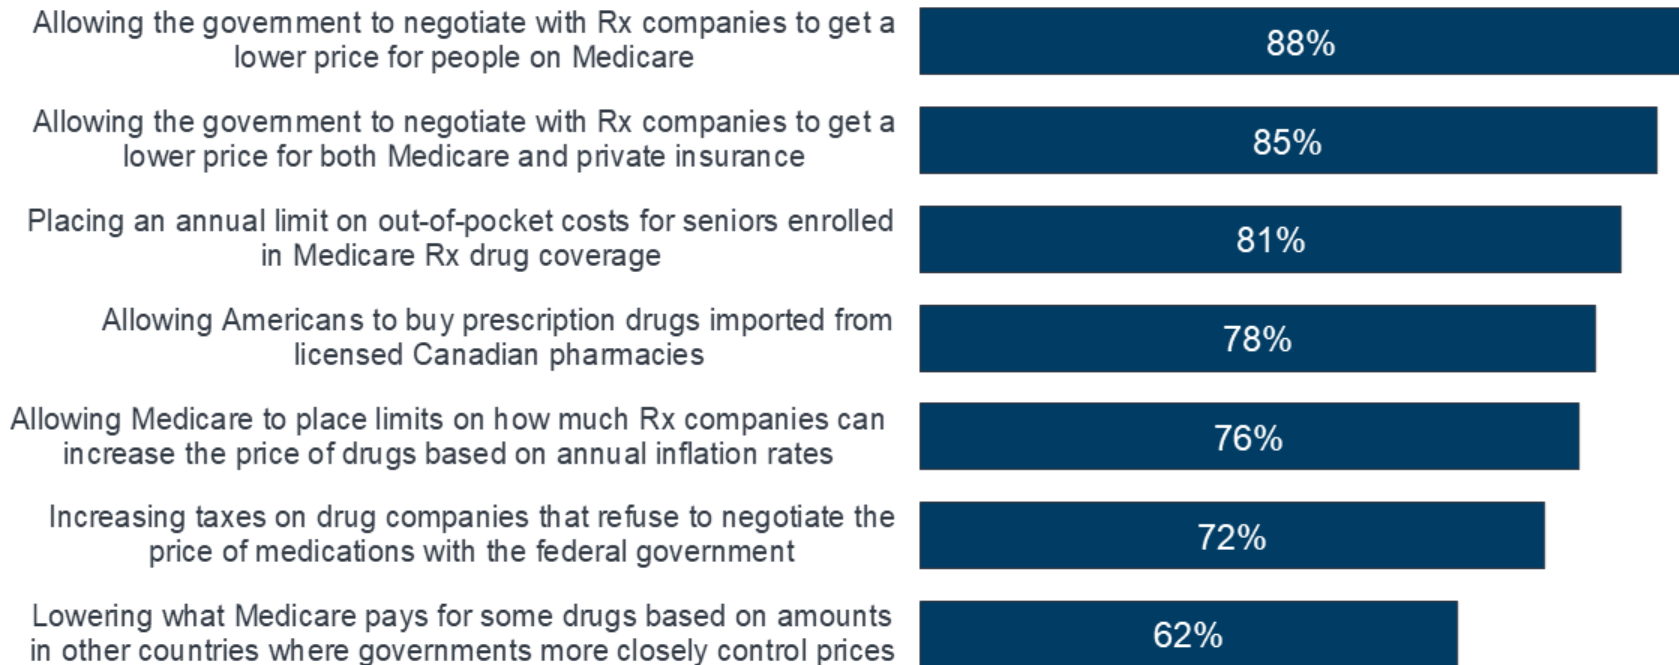 Allowing the government to negotiate with Rx companies to get a
lower price for people on Medicare
88%
Allowing the government to negotiate with Rx companies to get a
lower price for both Medicare and private insurance
85%
Placing an annual limit on out-of-pocket costs for seniors enrolled
in Medicare Rx drug coverage
81%
Allowing Americans to buy prescription drugs imported from
licensed Canadian pharmacies
78%
Allowing Medicare to place limits on how much Rx companies can
increase the price of drugs based on annual inflation rates
76%
Increasing taxes on drug companies that refuse to negotiate the
price of medications with the federal government
72%
Lowering what Medicare pays for some drugs based on amounts
in other countries where governments more closely control prices
62%